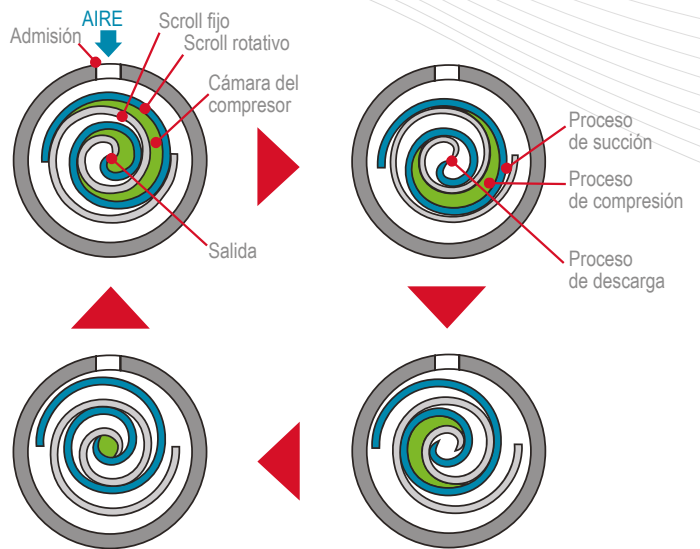 AIRE
Admisión
Scroll fijo
Scroll rotativo
Cámara del
compresor
Salida
Proceso
de succión
Proceso
de compresión
Proceso
de descarga